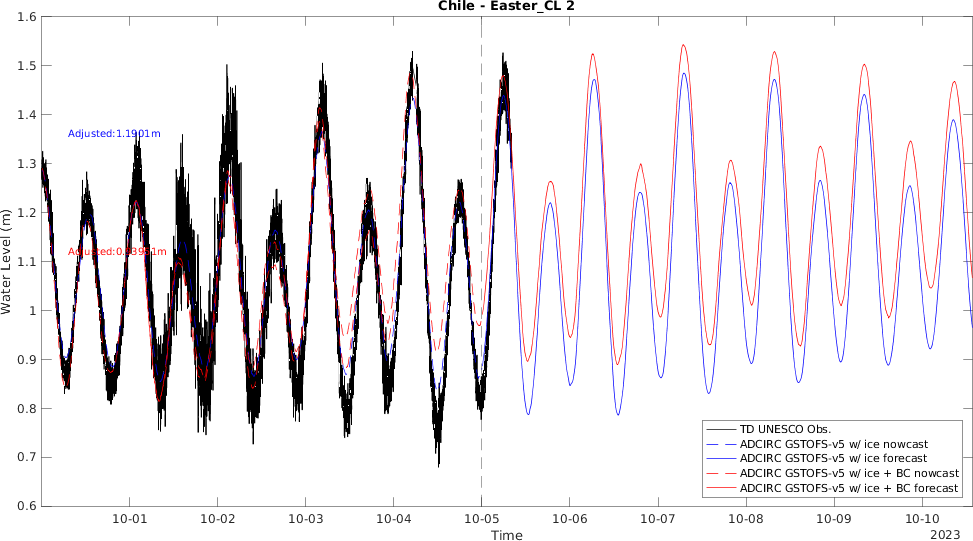 Chile - Easter_CL 2
1.6
1.5
1.4
1.3
1.2
1.1
1
0.9
0.8
0.7
0.6
Water Level (m)
Adjusted:1.1901m
TD UNESCO Obs.
ADCIRC GSTOFS-v5 w/ ice nowcast
ADCIRC GSTOFS-v5 w/ ice forecast
ADCIRC GSTOFS-v5 w/ ice + BC nowcast
ADCIRC GSTOFS-v5 w/ ice + BC forecast
10-01
10-02
10-03
10-04
10-05
10-06
10-07
10-08
10-09
10-10
Time
2023